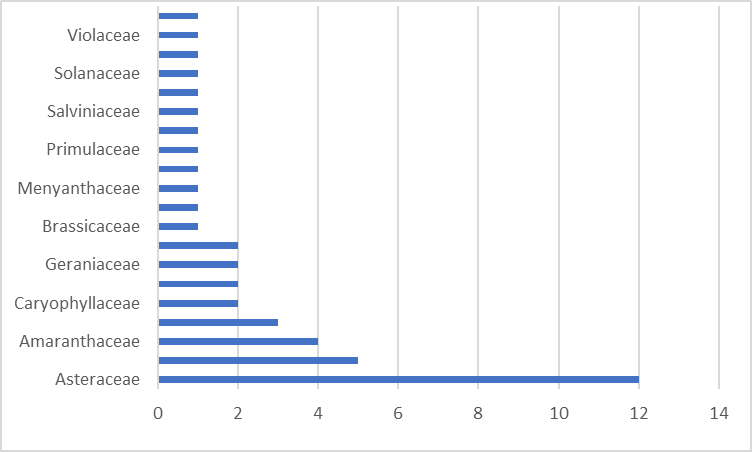 Violaceae
Solanaceae
Salviniaceae
Primulaceae
Menyanthaceae
Brassicaceae
Geraniaceae
Caryophyllaceae
Amaranthaceae
Asteraceae
0 2 4 6 8 10 12 14